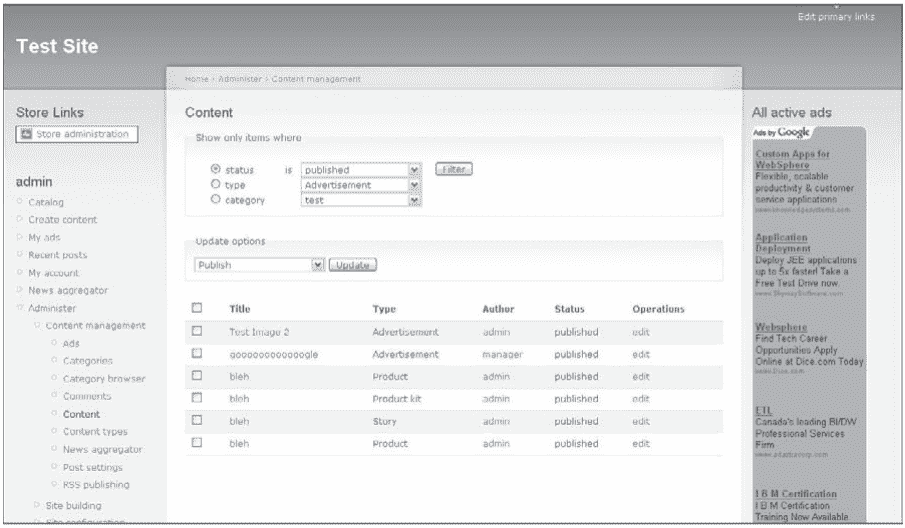 Edit primary links
Test Site
Home › Administer › Content management
Store Links
Store administration
admin
Catalog
Create content
My ads
Recent posts
My account
News aggregator
Administer
Content management
Ads
Categories
Category browser
Comments
Content
Content types
News aggregator
Post settings
RSS publishing
Site building
Site configuration
Content
Show only items where
status is published Filter
type Advertisement
category test
Update options
Publish Update
Title Type Author Status Operations
Test Image 2 Advertisement admin published edit
goooooooooooogle Advertisement manager published edit
bleh Product admin published edit
bleh Product kit admin published edit
bleh Story admin published edit
bleh Product admin published edit
All active ads
Ads by Google
Custom Apps for
WebSphere
Flexible, scalable
productivity & customer
service applications
Application
Deployment
Deploy JEE applications
up to 5x faster! Take a
Free Test Drive now.
Websphere
Find Tech Career
Opportunities Apply
Online at Dice.com Today
www.Dice.com
ETL
Canada's leading BI/DW
Professional Services
Firm
I B M Certification
I B M Certification
Training Now Available